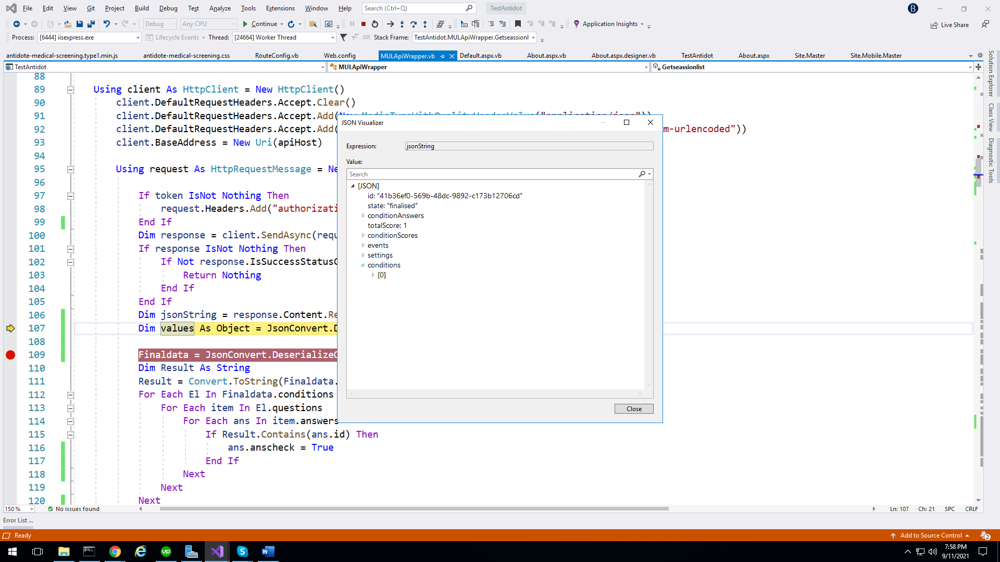 File Edit View Git Project Build Debug Test Analyze Tools Extensions Window Help Search (Ctrl+Q) TestAntidot B
Debug Any CPU Continue Application Insights Live Share
Process: [6444] iisexpress.exe Lifecycle Events Thread: [24664] Worker Thread Stack Frame: TestAntidot.MULApiWrapper.Getseassionl
antidote-medical-screening.type1.min.js antidote-medical-screening.css RouteConfig.vb Web.config MULApiWrapper.vb Default.aspx.vb About.aspx.vb About.aspx.designer.vb TestAntidot About.aspx Site.Master Site.Mobile.Master
TestAntidot MULApiWrapper Getseassionlist
Solution Explorer
Class View
Diagnostic Tools
88
89 Using client As HttpClient = New HttpClient()
90 client.DefaultRequestHeaders.Accept.Clear()
91 client.DefaultRequestHeaders.Accept.Add(New MediaTypeWithQualityHeaderValue("application/json"))
92 client.DefaultRequestHeaders.Accept.Add( m-urlencoded"))
93 client.BaseAddress = New Uri(apiHost)
94
95 Using request As HttpRequestMessage = Ne
96
97 If token IsNot Nothing Then
98 request.Headers.Add("authorizati
99 End If
100 Dim response = client.SendAsync(requ
101 If response IsNot Nothing Then
102 If Not response.IsSuccessStatusC
103 Return Nothing
104 End If
105 End If
106 Dim jsonString = response.Content.Re
107 Dim values As Object = JsonConvert.D
108
109 Finaldata = JsonConvert.DeserializeO
110 Dim Result As String
111 Result = Convert.ToString(Finaldata.
112 For Each El In Finaldata.conditions
113 For Each item In El.questions
114 For Each ans In item.answers
115 If Result.Contains(ans.id) Then
116 ans.anscheck = True
117 End If
118 Next
119 Next
120 Next
JSON Visualizer
Expression: jsonString
Value:
Search
[JSON]
id: "41b36ef0-569b-48dc-9892-c173b12706cd"
state: "finalised"
conditionAnswers
totalScore: 1
conditionScores
events
settings
conditions
[0]
Close
150 % No issues found Ln: 107 Ch: 21 SPC CRLF
Error List ...
Ready Add to Source Control 2
up S W 7:58 PM
9/11/2021